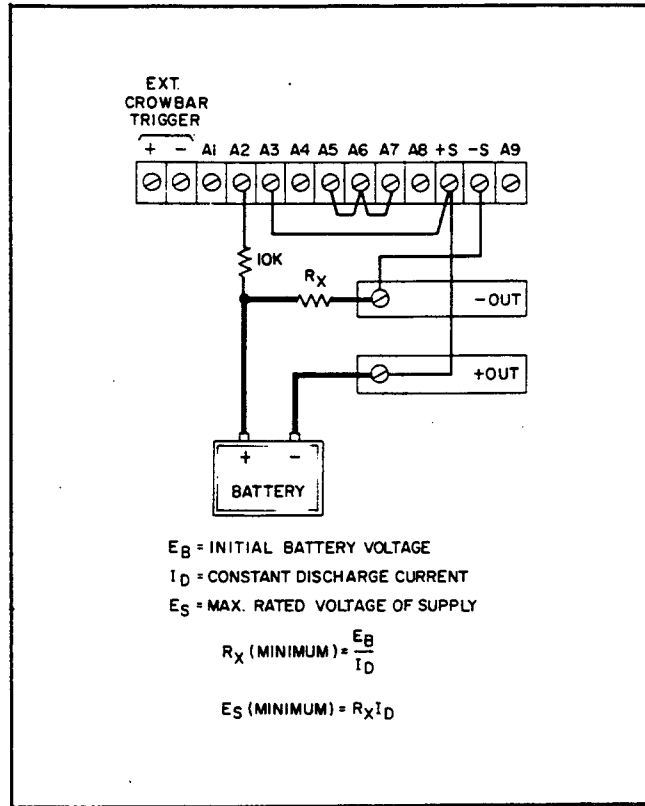 EXT.
CROWBAR
TRIGGER
+ - A1 A2 A3 A4 A5 A6 A7 A8 +S -S A9
10K
RX
-OUT
+OUT
+ -
BATTERY
EB = INITIAL BATTERY VOLTAGE
ID = CONSTANT DISCHARGE CURRENT
ES = MAX. RATED VOLTAGE OF SUPPLY
RX (MINIMUM) = EB
ID
ES (MINIMUM) = RXID